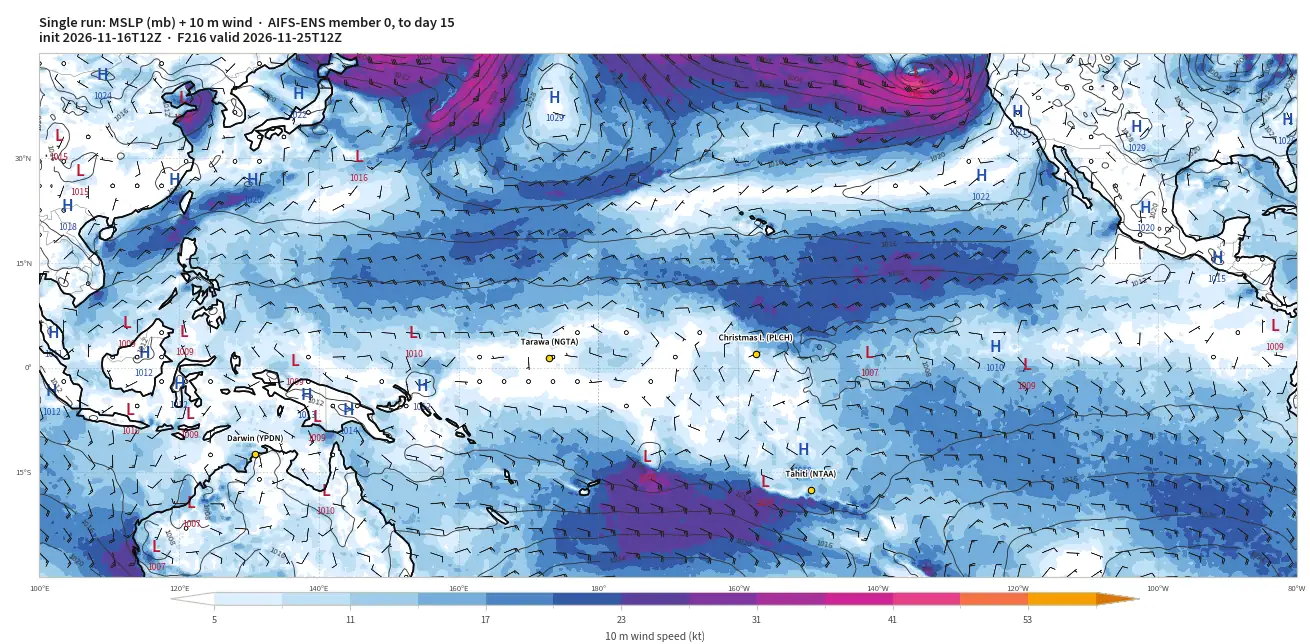 Single run: MSLP (mb) + 10 m wind · AIFS-ENS member 0, to day 15
init 2026-11-16T12Z · F216 valid 2026-11-25T12Z
H
1024
H
1022
H
1029
L
H
H
1029
H
L
1015
L
1015
L
1016
H
H
H
1018
H
1022
H
1020
H
1015
30°N
15°N
0°
15°S
L
L
1009
H
1012
L
1010
L
1009
Tarawa (NGTA)
Christmas I. (PLCH)
L
1007
H
1010
L
1009
L
1009
H
H
1012
H
H
H
1014
H
L
L
1009
L
1009
Darwin (YPDN)
L
1010
L
1007
L
1007
L
L
H
Tahiti (NTAA)
100°E
120°E
140°E
160°E
180°
160°W
140°W
120°W
100°W
80°W
5
11
17
23
31
41
53
10 m wind speed (kt)